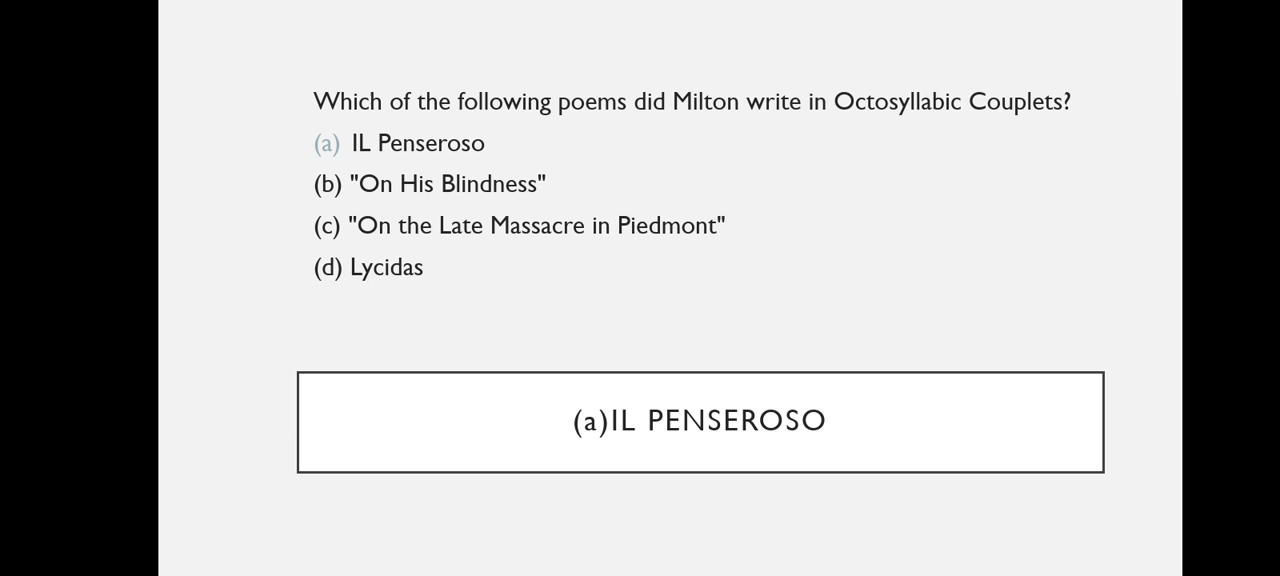 Which of the following poems did Milton write in Octosyllabic Couplets?
(a) IL Penseroso
(b) "On His Blindness"
(c) "On the Late Massacre in Piedmont"
(d) Lycidas
(a)IL PENSEROSO